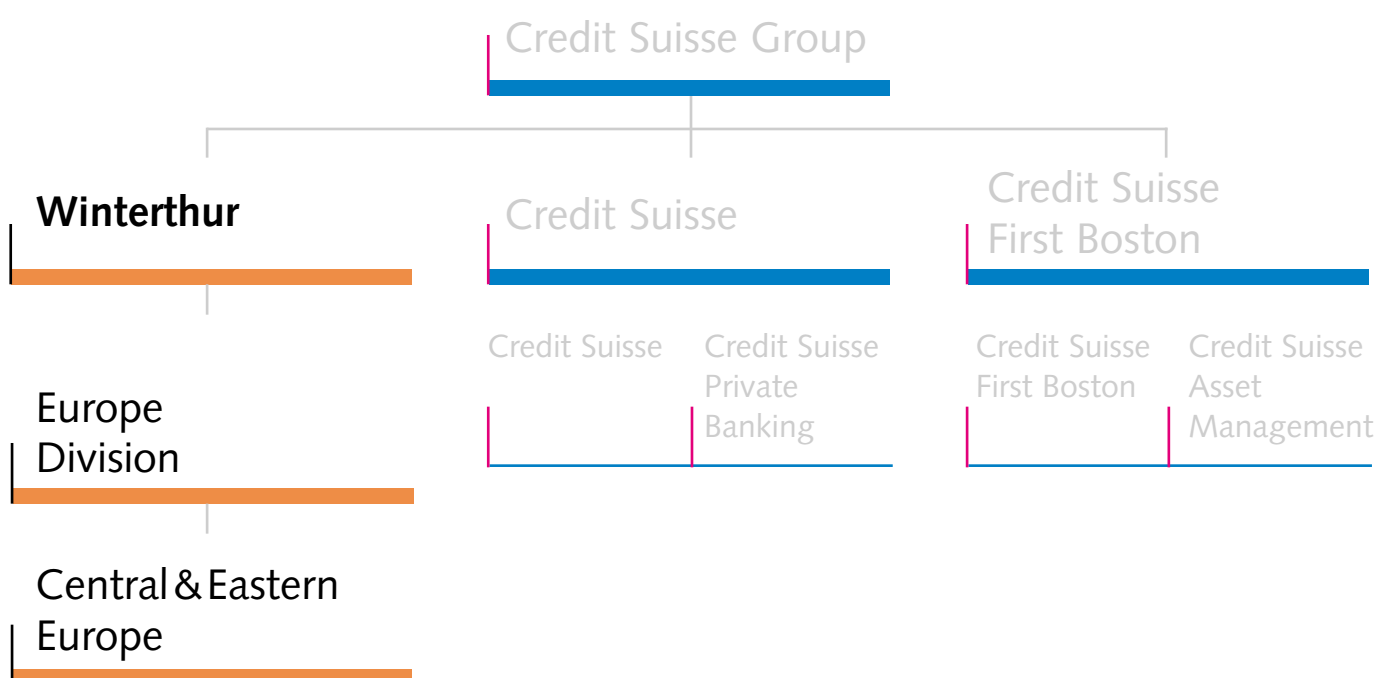 Credit Suisse Group
Winterthur
Credit Suisse
Credit Suisse
First Boston
Credit Suisse
Credit Suisse
Private
Banking
Credit Suisse
First Boston
Credit Suisse
Asset
Management
Europe
Division
Central & Eastern
Europe